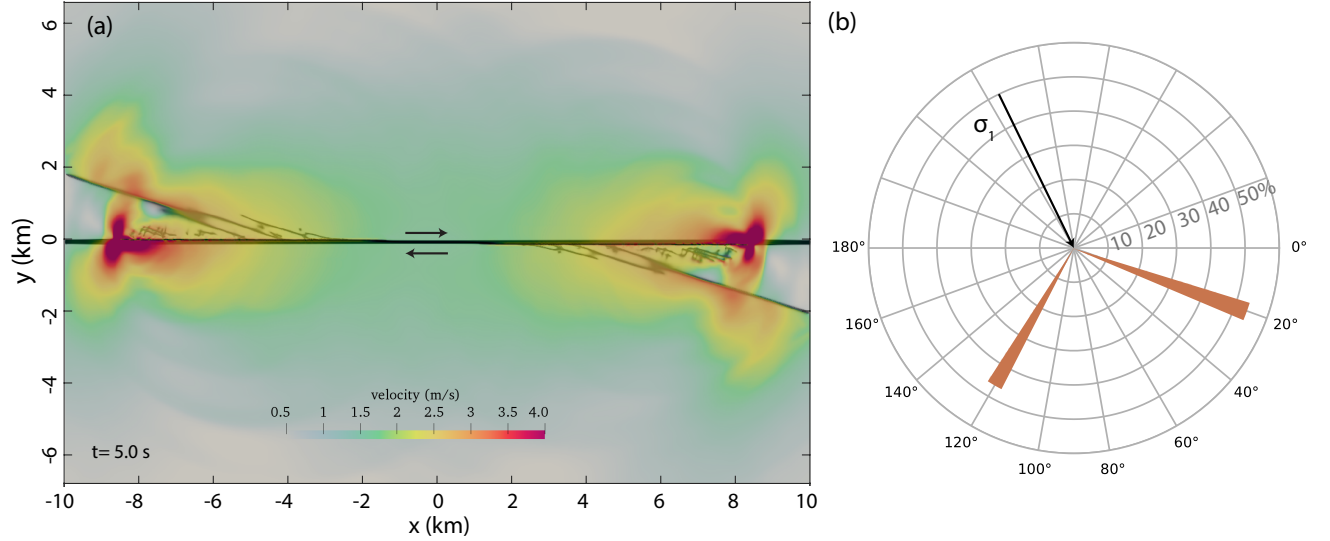 (a)
y (km)
6
4
2
0
-2
-4
-6
velocity (m/s)
0.5 1 1.5 2 2.5 3 3.5 4.0
t= 5.0 s
-10 -8 -6 -4 -2 0 2 4 6 8 10
x (km)
(b)
σ1
10 20 30 40 50%
180° 0°
160° 20°
140° 40°
120° 60°
100° 80°